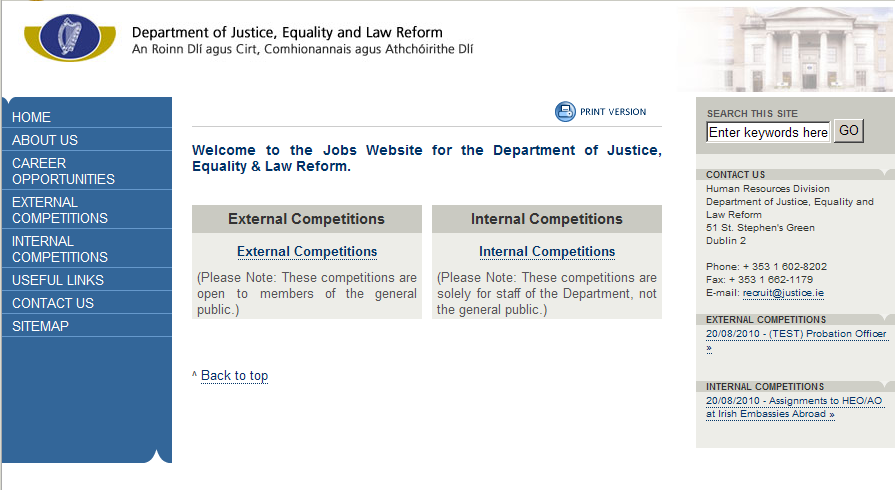 Department of Justice, Equality and Law Reform
An Roinn Dlí agus Cirt, Comhionannais agus Athchóirithe Dlí
HOME
ABOUT US
CAREER
OPPORTUNITIES
EXTERNAL
COMPETITIONS
INTERNAL
COMPETITIONS
USEFUL LINKS
CONTACT US
SITEMAP
PRINT VERSION
Welcome to the Jobs Website for the Department of Justice,
Equality & Law Reform.
External Competitions
External Competitions
(Please Note: These competitions are
open to members of the general
public.)
Internal Competitions
Internal Competitions
(Please Note: These competitions are
solely for staff of the Department, not
the general public.)
^ Back to top
SEARCH THIS SITE
Enter keywords here
GO
CONTACT US
Human Resources Division
Department of Justice, Equality and
Law Reform
51 St. Stephen's Green
Dublin 2
Phone: + 353 1 602-8202
Fax: + 353 1 662-1179
E-mail: recruit@justice.ie
EXTERNAL COMPETITIONS
20/08/2010 - (TEST) Probation Officer
»
INTERNAL COMPETITIONS
20/08/2010 - Assignments to HEO/AO
at Irish Embassies Abroad »